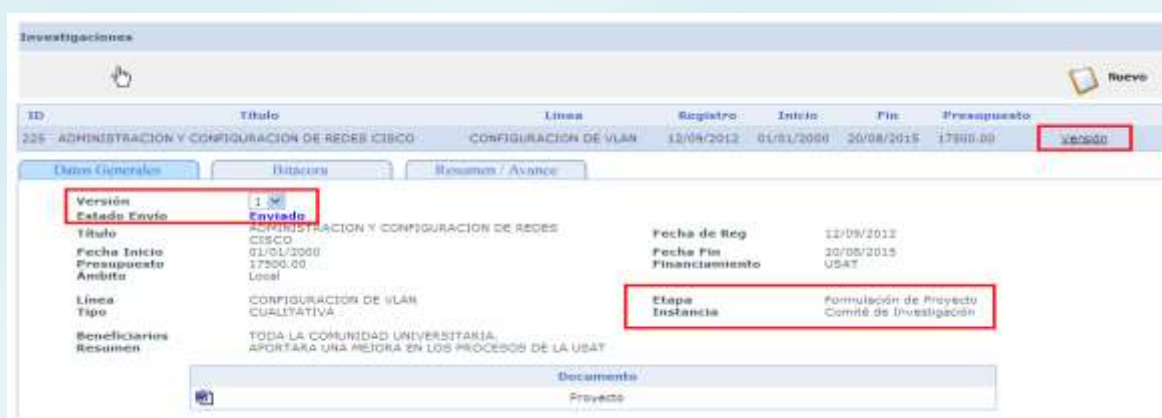 Investigaciones
Nuevo
ID Título Línea Registro Inicio Fin Presupuesto
226 ADMINISTRACION Y CONFIGURACION DE REDES CISCO CONFIGURACION DE VLAN 12/09/2012 01/01/2000 20/08/2015 17500.00 Versión
Datos Generales Bitácora Resumen / Avance
Versión 1
Estado Envío Enviado
Título ADMINISTRACION Y CONFIGURACION DE REDES CISCO Fecha de Reg 12/09/2012
Fecha Inicio 01/01/2000 Fecha Fin 20/08/2015
Presupuesto 17500.00 Financiamiento USAT
Ámbito Local
Línea CONFIGURACION DE VLAN Etapa Formulación de Proyecto
Tipo CUALITATIVA Instancia Comité de Investigación
Beneficiarios TODA LA COMUNIDAD UNIVERSITARIA.
Resumen APORTARA UNA MEJORA EN LOS PROCESOS DE LA USAT
Documento
Proyecto